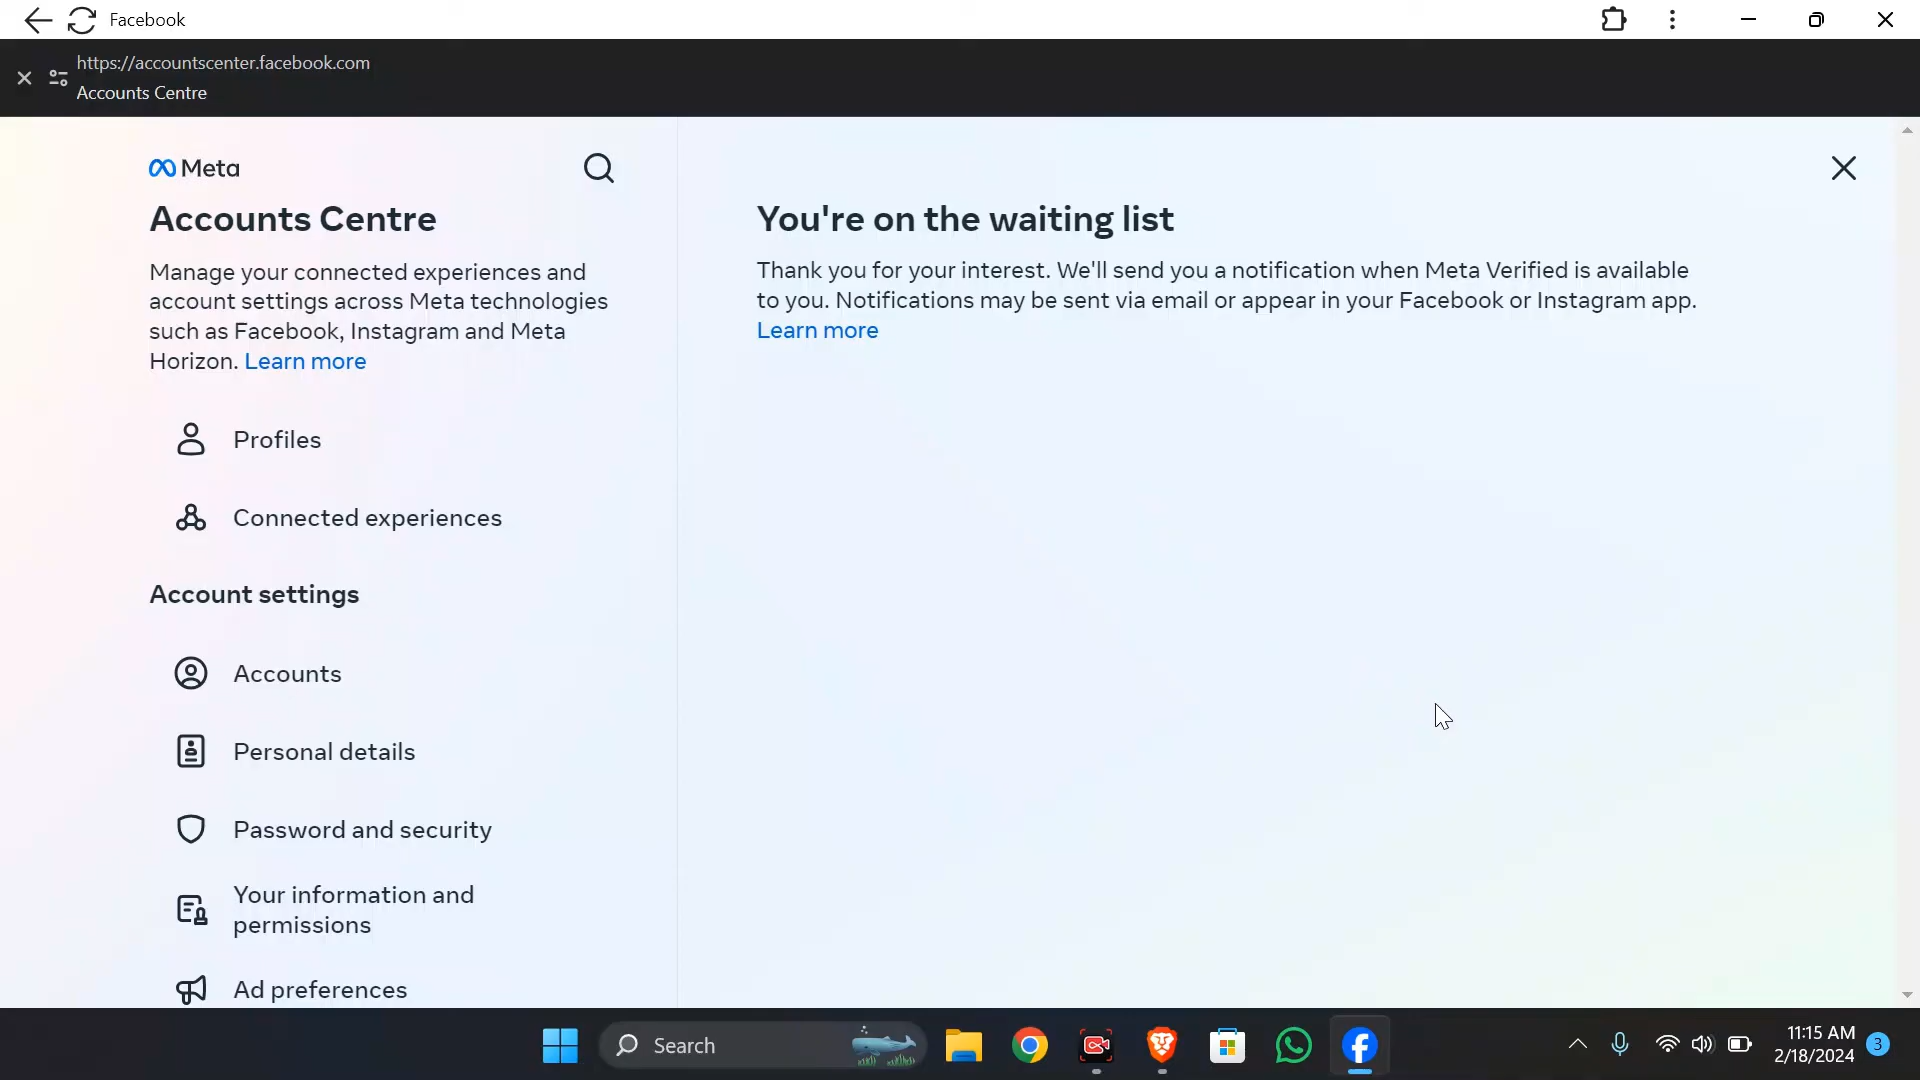 Facebook
https://accountscenter.facebook.com
Accounts Centre
Meta
Accounts Centre
Manage your connected experiences and
account settings across Meta technologies
such as Facebook, Instagram and Meta
Horizon. Learn more
Profiles
Connected experiences
Account settings
Accounts
Personal details
Password and security
Your information and
permissions
Ad preferences
You're on the waiting list
Thank you for your interest. We'll send you a notification when Meta Verified is available
to you. Notifications may be sent via email or appear in your Facebook or Instagram app.
Learn more
Search
11:15 AM
2/18/2024
3